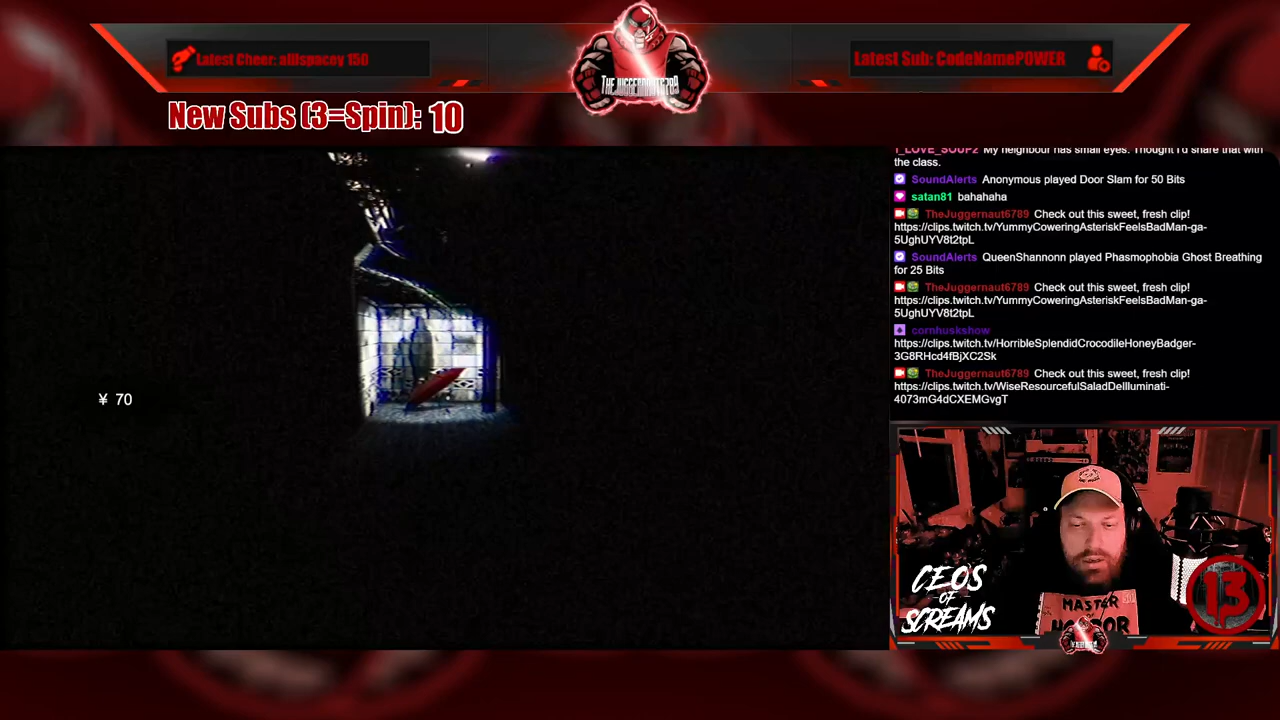 Latest Cheer: allispacey 150
THEJUGGERNAUT6789
Latest Sub: CodeNamePOWER
New Subs (3=Spin): 10
I_LOVE_SOUP2 My neighbour has small eyes. Thought I'd share that with
the class.
SoundAlerts Anonymous played Door Slam for 50 Bits
satan81 bahahaha
TheJuggernaut6789 Check out this sweet, fresh clip!
https://clips.twitch.tv/YummyCoweringAsteriskFeelsBadMan-ga-
5UghUYV8t2tpL
SoundAlerts QueenShannonn played Phasmophobia Ghost Breathing
for 25 Bits
TheJuggernaut6789 Check out this sweet, fresh clip!
https://clips.twitch.tv/YummyCoweringAsteriskFeelsBadMan-ga-
5UghUYV8t2tpL
cornhuskshow
https://clips.twitch.tv/HorribleSplendidCrocodileHoneyBadger-
3G8RHcd4fBjXC2Sk
TheJuggernaut6789 Check out this sweet, fresh clip!
https://clips.twitch.tv/WiseResourcefulSaladDeIlluminati-
4073mG4dCXEMGvgT
¥ 70
CEOS
OF
SCREAMS
MASTER
HORROR
13